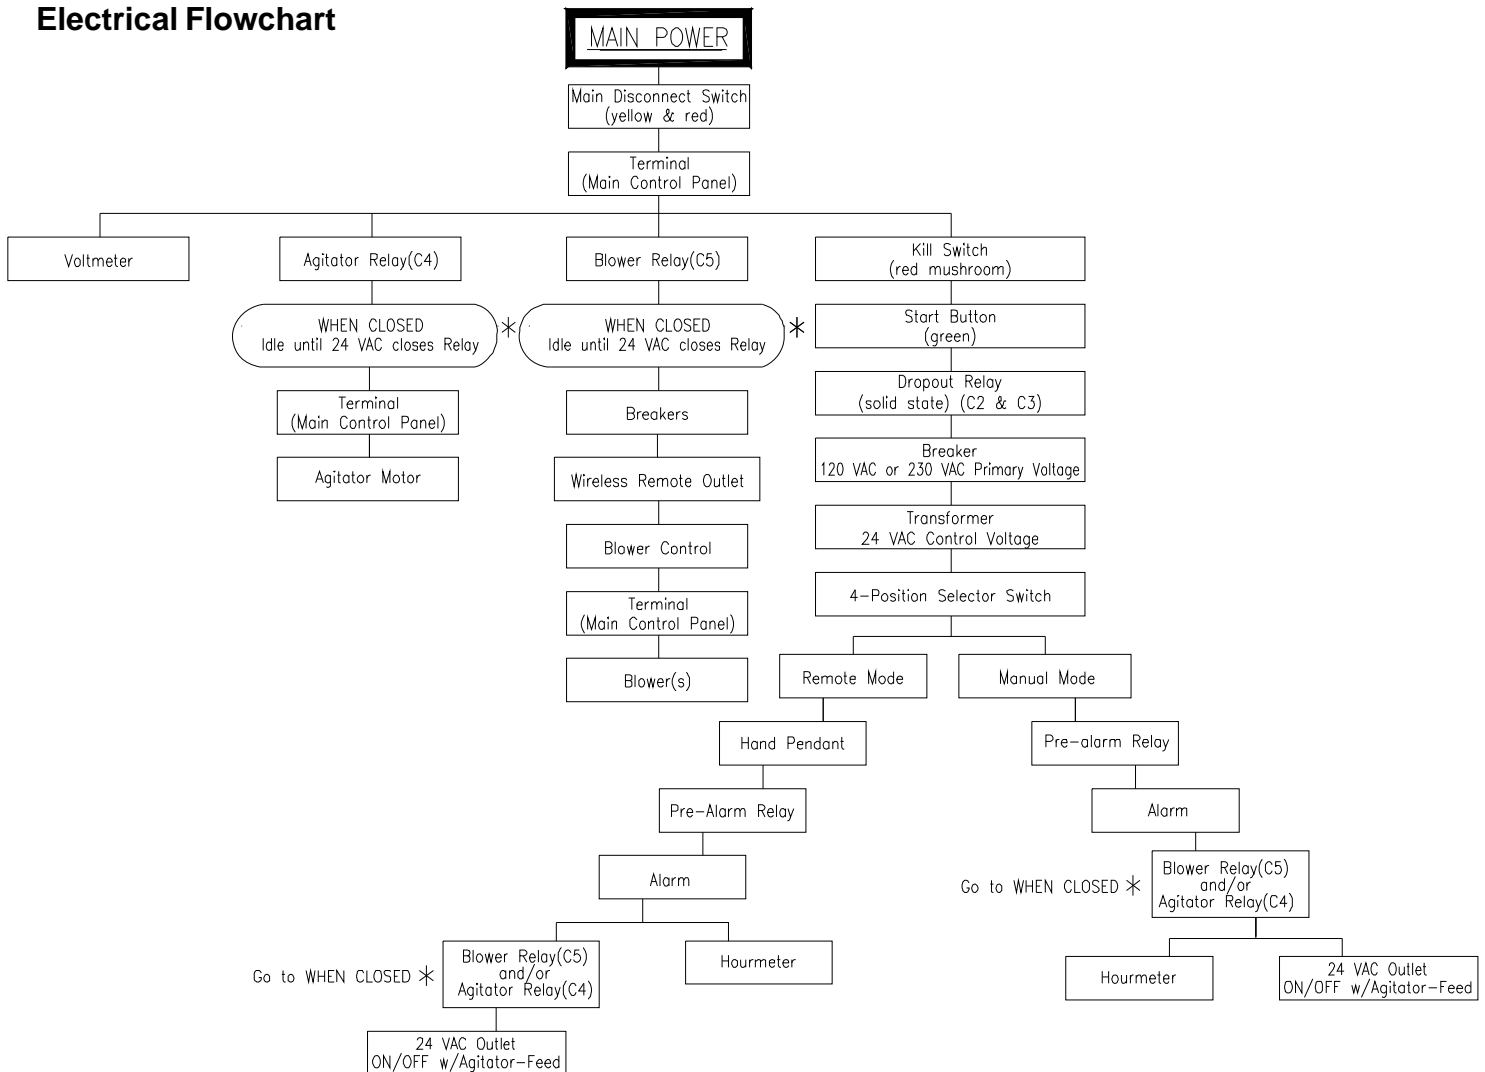 Electrical Flowchart
MAIN POWER
Main Disconnect Switch
(yellow & red)
Terminal
(Main Control Panel)
Voltmeter
Agitator Relay(C4)
Blower Relay(C5)
Kill Switch
(red mushroom)
WHEN CLOSED
Idle until 24 VAC closes Relay
*
WHEN CLOSED
Idle until 24 VAC closes Relay
*
Start Button
(green)
Terminal
(Main Control Panel)
Breakers
Dropout Relay
(solid state) (C2 & C3)
Agitator Motor
Wireless Remote Outlet
Breaker
120 VAC or 230 VAC Primary Voltage
Blower Control
Transformer
24 VAC Control Voltage
Terminal
(Main Control Panel)
4-Position Selector Switch
Blower(s)
Remote Mode
Manual Mode
Hand Pendant
Pre-alarm Relay
Pre-Alarm Relay
Alarm
Alarm
Go to WHEN CLOSED *
Blower Relay(C5)
and/or
Agitator Relay(C4)
Go to WHEN CLOSED *
Blower Relay(C5)
and/or
Agitator Relay(C4)
Hourmeter
Hourmeter
24 VAC Outlet
ON/OFF w/Agitator-Feed
24 VAC Outlet
ON/OFF w/Agitator-Feed